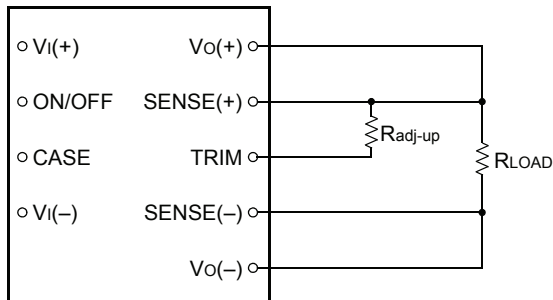 VI(+) VO(+)
ON/OFF SENSE(+)
Radj-up
CASE TRIM
RLOAD
VI(–) SENSE(–)
VO(–)